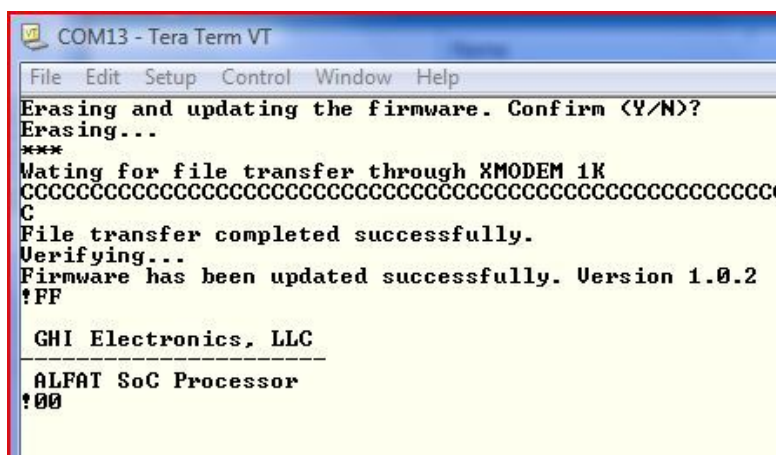 COM13 - Tera Term VT
File Edit Setup Control Window Help
Erasing and updating the firmware. Confirm (Y/N)?
Erasing...
***
Wating for file transfer through XMODEM 1K
CCCCCCCCCCCCCCCCCCCCCCCCCCCCCCCCCCCCCCCCCCCCCCCCCCCCCCC
C
File transfer completed successfully.
Verifying...
Firmware has been updated successfully. Version 1.0.2
!FF
GHI Electronics, LLC
----------------------
ALFAT SoC Processor
!00